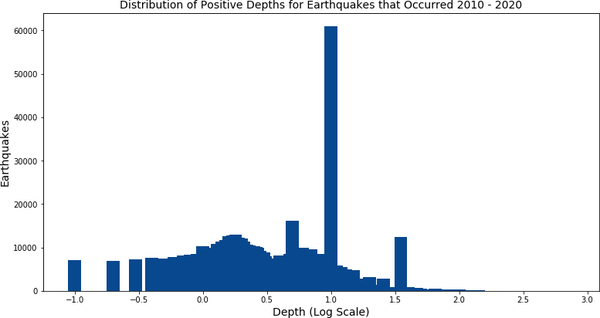 Distribution of Positive Depths for Earthquakes that Occurred 2010 - 2020
Earthquakes
60000
50000
40000
30000
20000
10000
0
−1.0 −0.5 0.0 0.5 1.0 1.5 2.0 2.5 3.0
Depth (Log Scale)